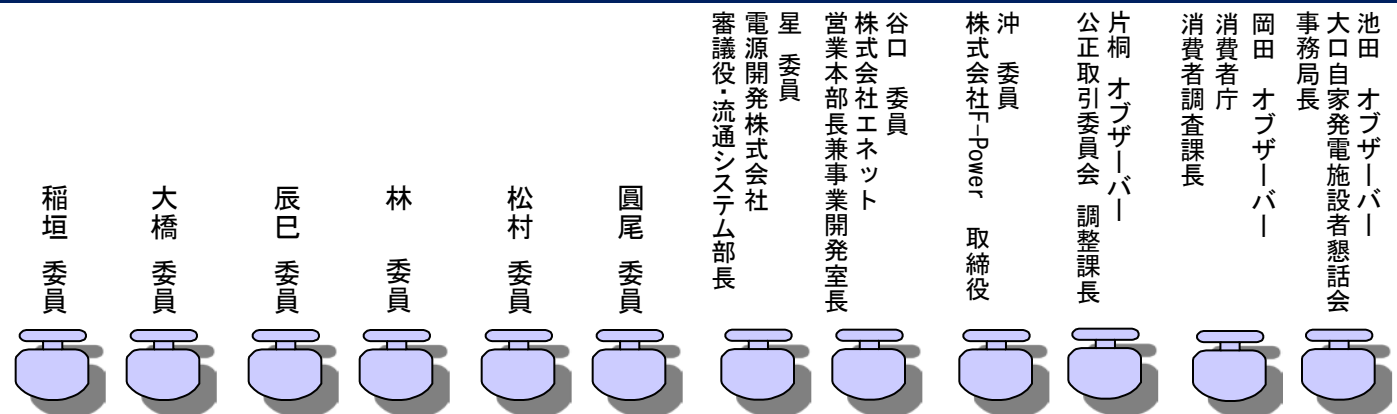 池田　オブザーバー
大口自家発電施設者懇話会
事務局長
岡田　オブザーバー
消費者庁
消費者調査課長
片桐　オブザーバー
公正取引委員会　調整課長
沖　委員
株式会社F-Power　取締役
谷口　委員
株式会社エネット
営業本部長兼事業開発室長
星　委員
電源開発株式会社
審議役・流通システム部長
圓尾　委員
松村　委員
林　委員
辰巳　委員
大橋　委員
稲垣　委員